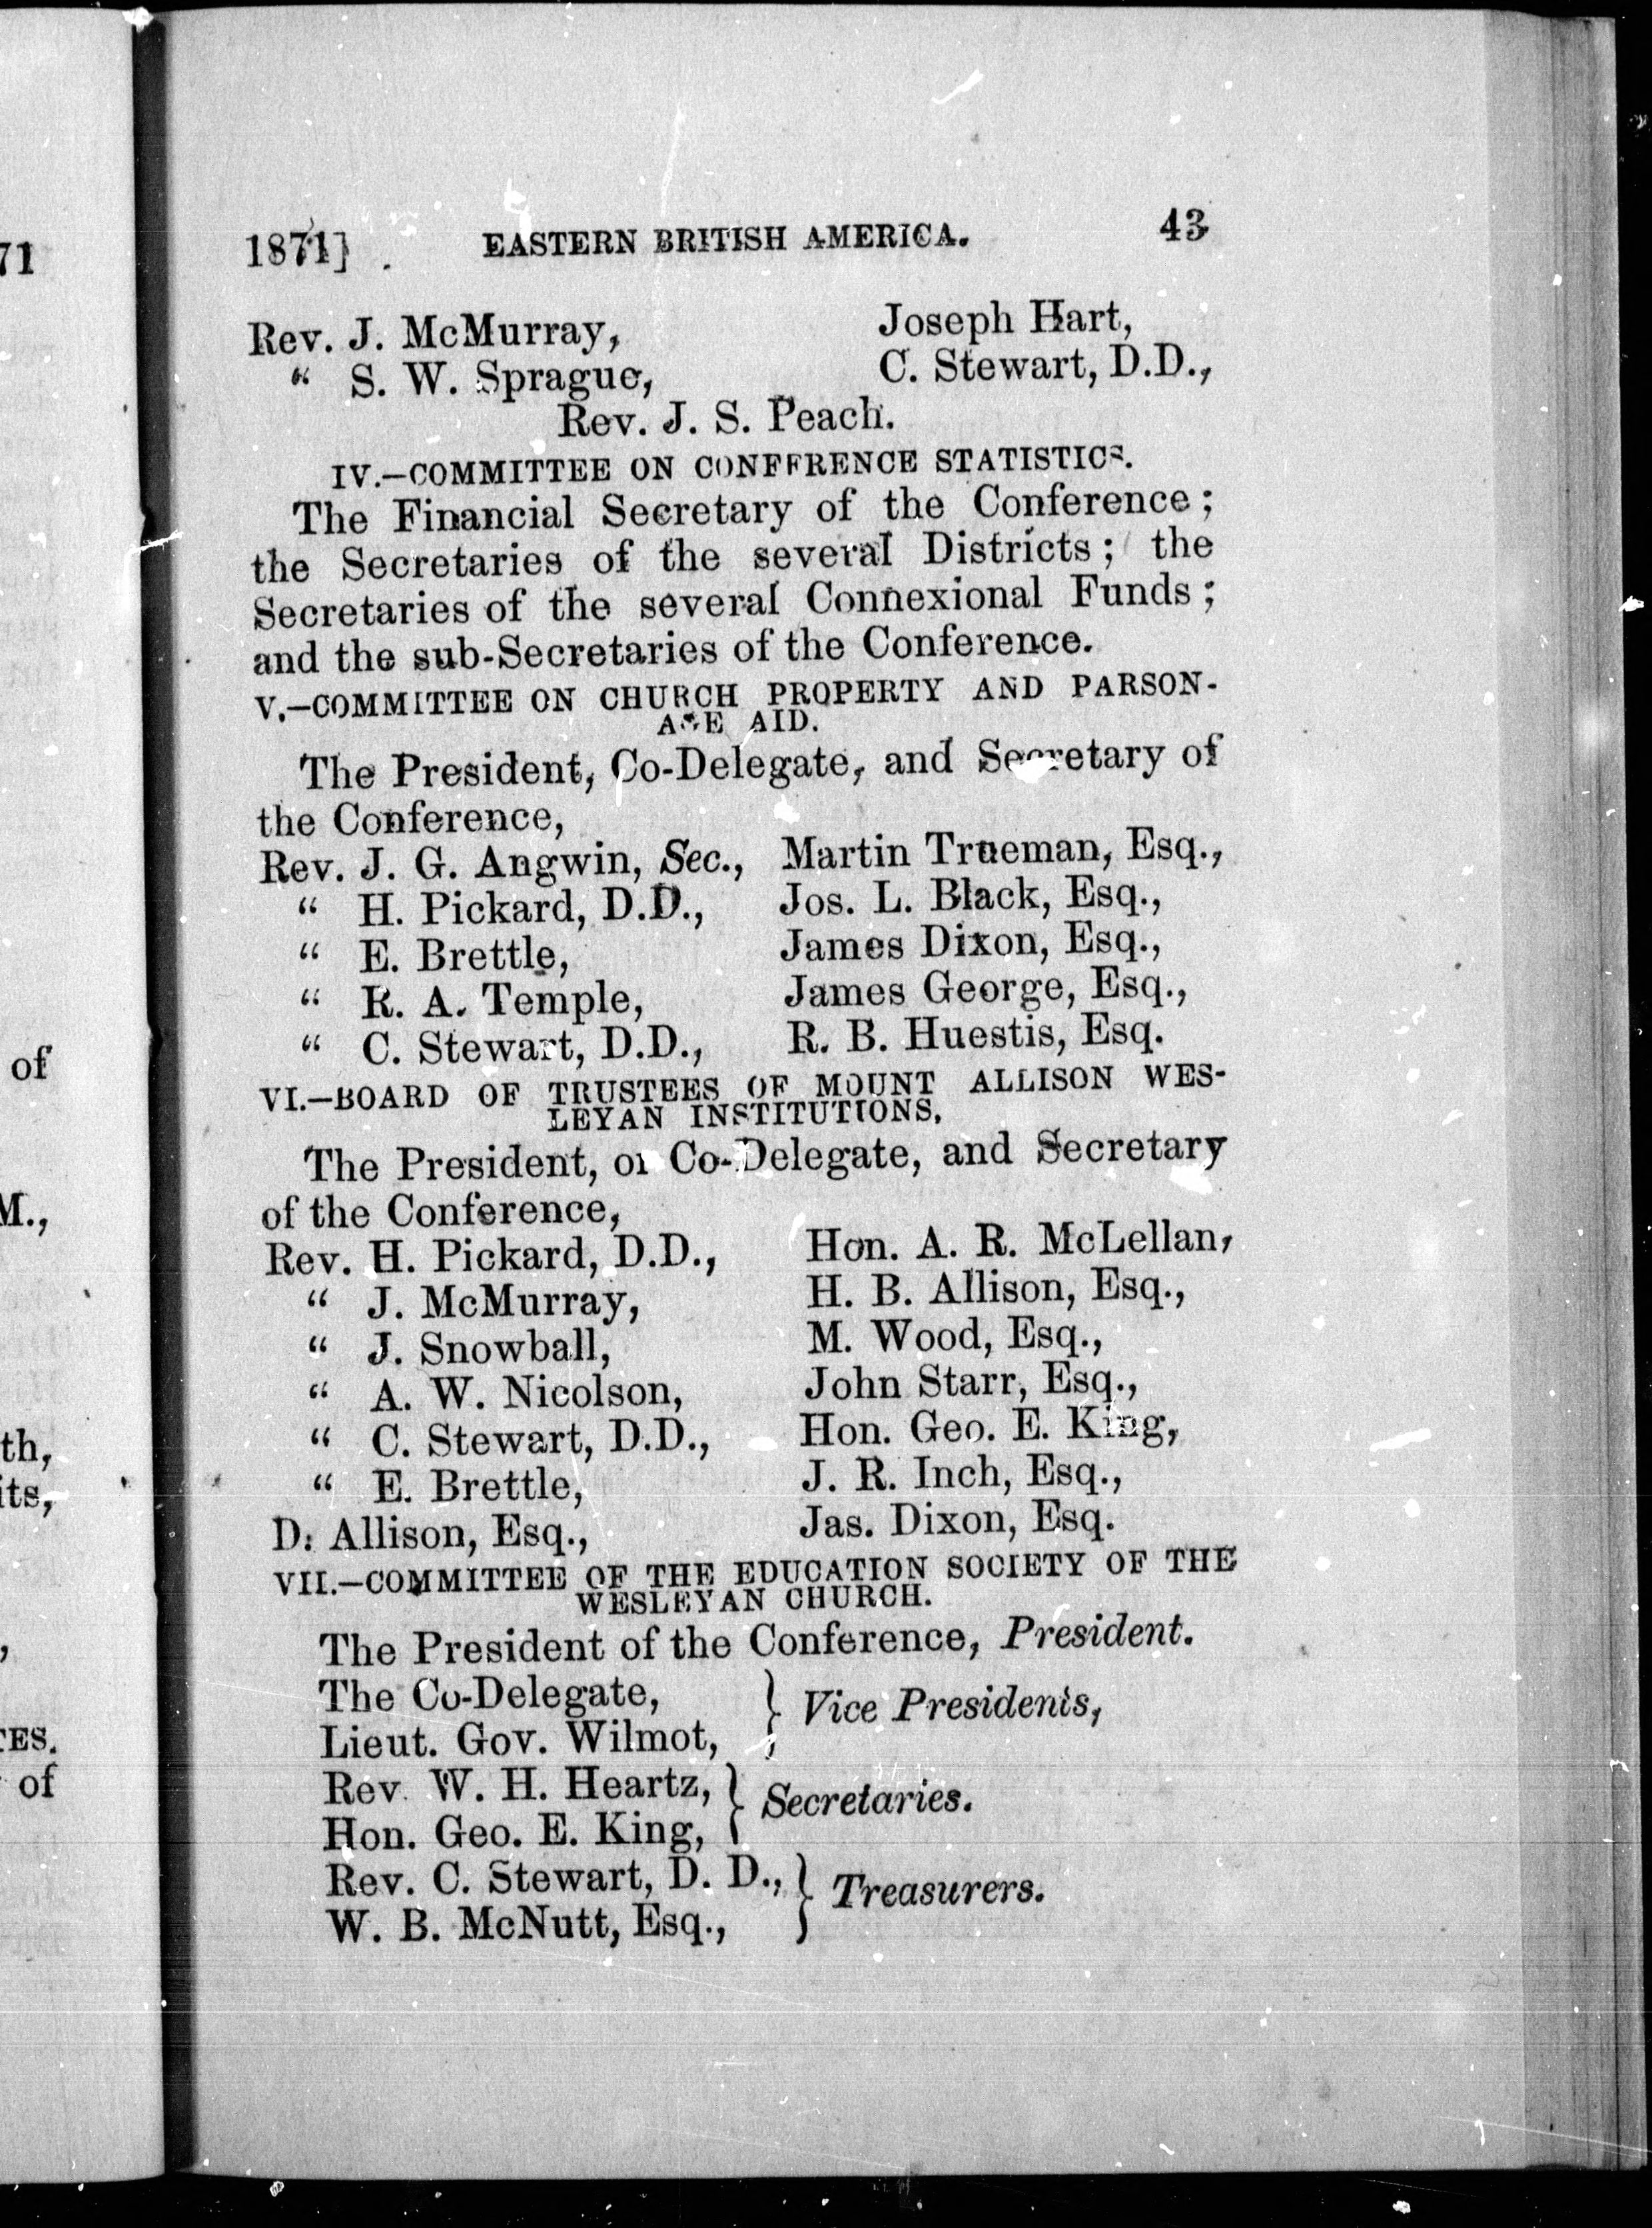 1871] EASTERN BRITISH AMERICA. 43
Rev. J. McMurray, Joseph Hart,
“ S. W. Sprague, C. Stewart, D.D.,
Rev. J. S. Peach.
IV.—COMMITTEE ON CONFERENCE STATISTICS.
The Financial Secretary of the Conference;
the Secretaries of the several Districts; the
Secretaries of the several Connexional Funds;
and the sub-Secretaries of the Conference.
V.—COMMITTEE ON CHURCH PROPERTY AND PARSON-
AGE AID.
The President, Co-Delegate, and Secretary of
the Conference,
Rev. J. G. Angwin, Sec., Martin Trueman, Esq.,
“ H. Pickard, D.D., Jos. L. Black, Esq.,
“ E. Brettle, James Dixon, Esq.,
“ R. A. Temple, James George, Esq.,
“ C. Stewart, D.D., R. B. Huestis, Esq.
VI.—BOARD OF TRUSTEES OF MOUNT ALLISON WES-
LEYAN INSTITUTIONS.
The President, or Co-Delegate, and Secretary
of the Conference,
Rev. H. Pickard, D.D., Hon. A. R. McLellan,
“ J. McMurray, H. B. Allison, Esq.,
“ J. Snowball, M. Wood, Esq.,
“ A. W. Nicolson, John Starr, Esq.,
“ C. Stewart, D.D., Hon. Geo. E. King,
“ E. Brettle, J. R. Inch, Esq.,
D. Allison, Esq., Jas. Dixon, Esq.
VII.—COMMITTEE OF THE EDUCATION SOCIETY OF THE
WESLEYAN CHURCH.
The President of the Conference, President.
The Co-Delegate,
Lieut. Gov. Wilmot, } Vice Presidents,
Rev. W. H. Heartz,
Hon. Geo. E. King, } Secretaries.
Rev. C. Stewart, D. D.,
W. B. McNutt, Esq., } Treasurers.